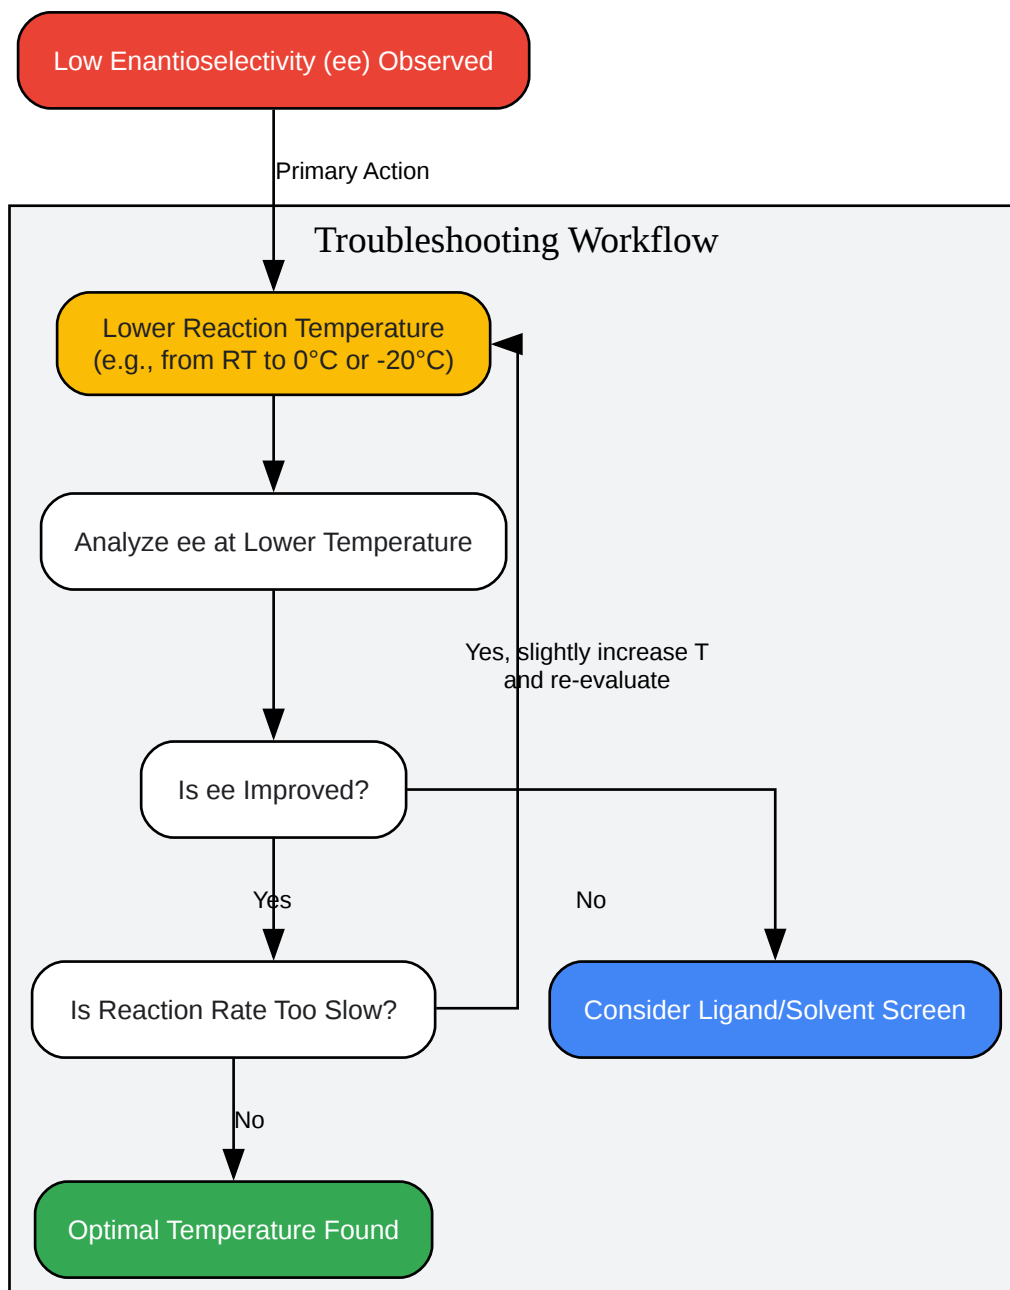 Low Enantioselectivity (ee) Observed
Primary Action
Troubleshooting Workflow
Lower Reaction Temperature
(e.g., from RT to 0°C or -20°C)
Analyze ee at Lower Temperature
Yes, slightly increase T
and re-evaluate
Is ee Improved?
Yes
No
Is Reaction Rate Too Slow?
Consider Ligand/Solvent Screen
No
Optimal Temperature Found